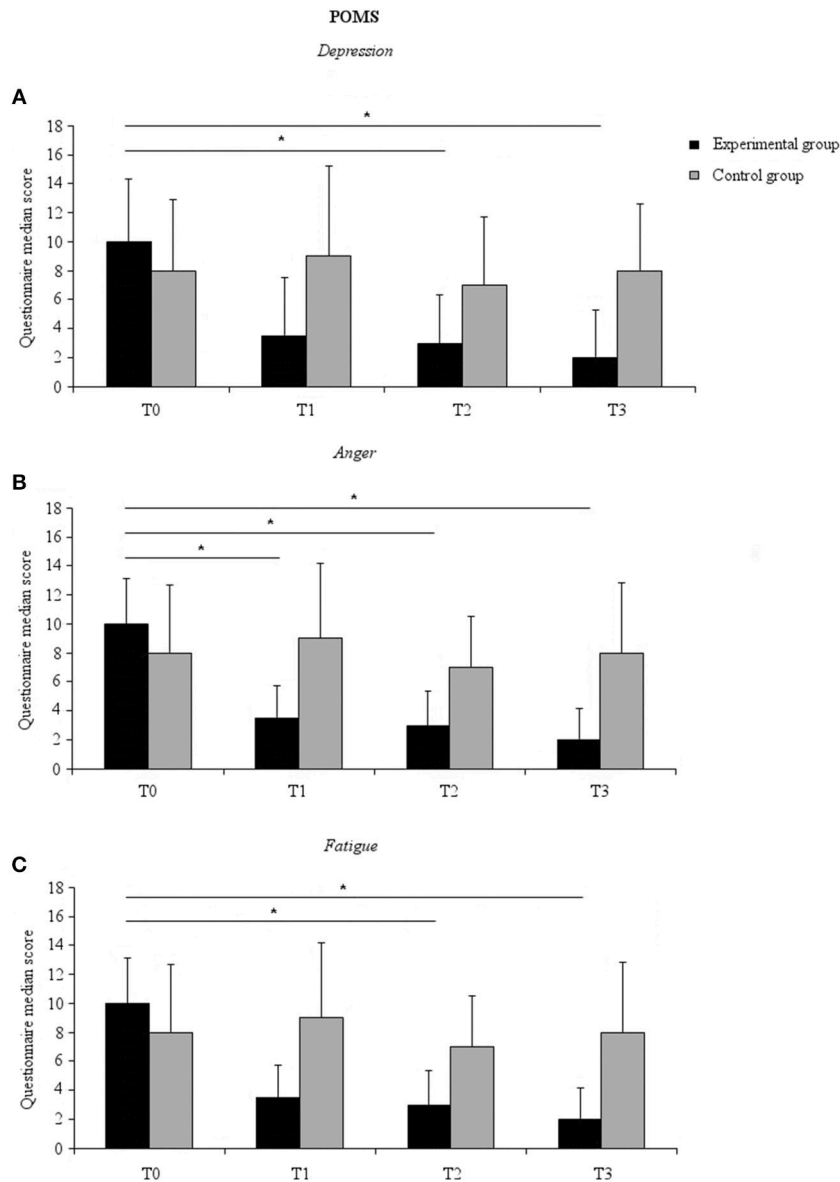 POMS
Depression
A
*
*
18
16
14
12
10
8
6
4
2
0
Questionnaire median score
T0 T1 T2 T3
Experimental group
Control group
Anger
B
*
*
*
18
16
14
12
10
8
6
4
2
0
Questionnaire median score
T0 T1 T2 T3
Fatigue
C
*
*
18
16
14
12
10
8
6
4
2
0
Questionnaire median score
T0 T1 T2 T3